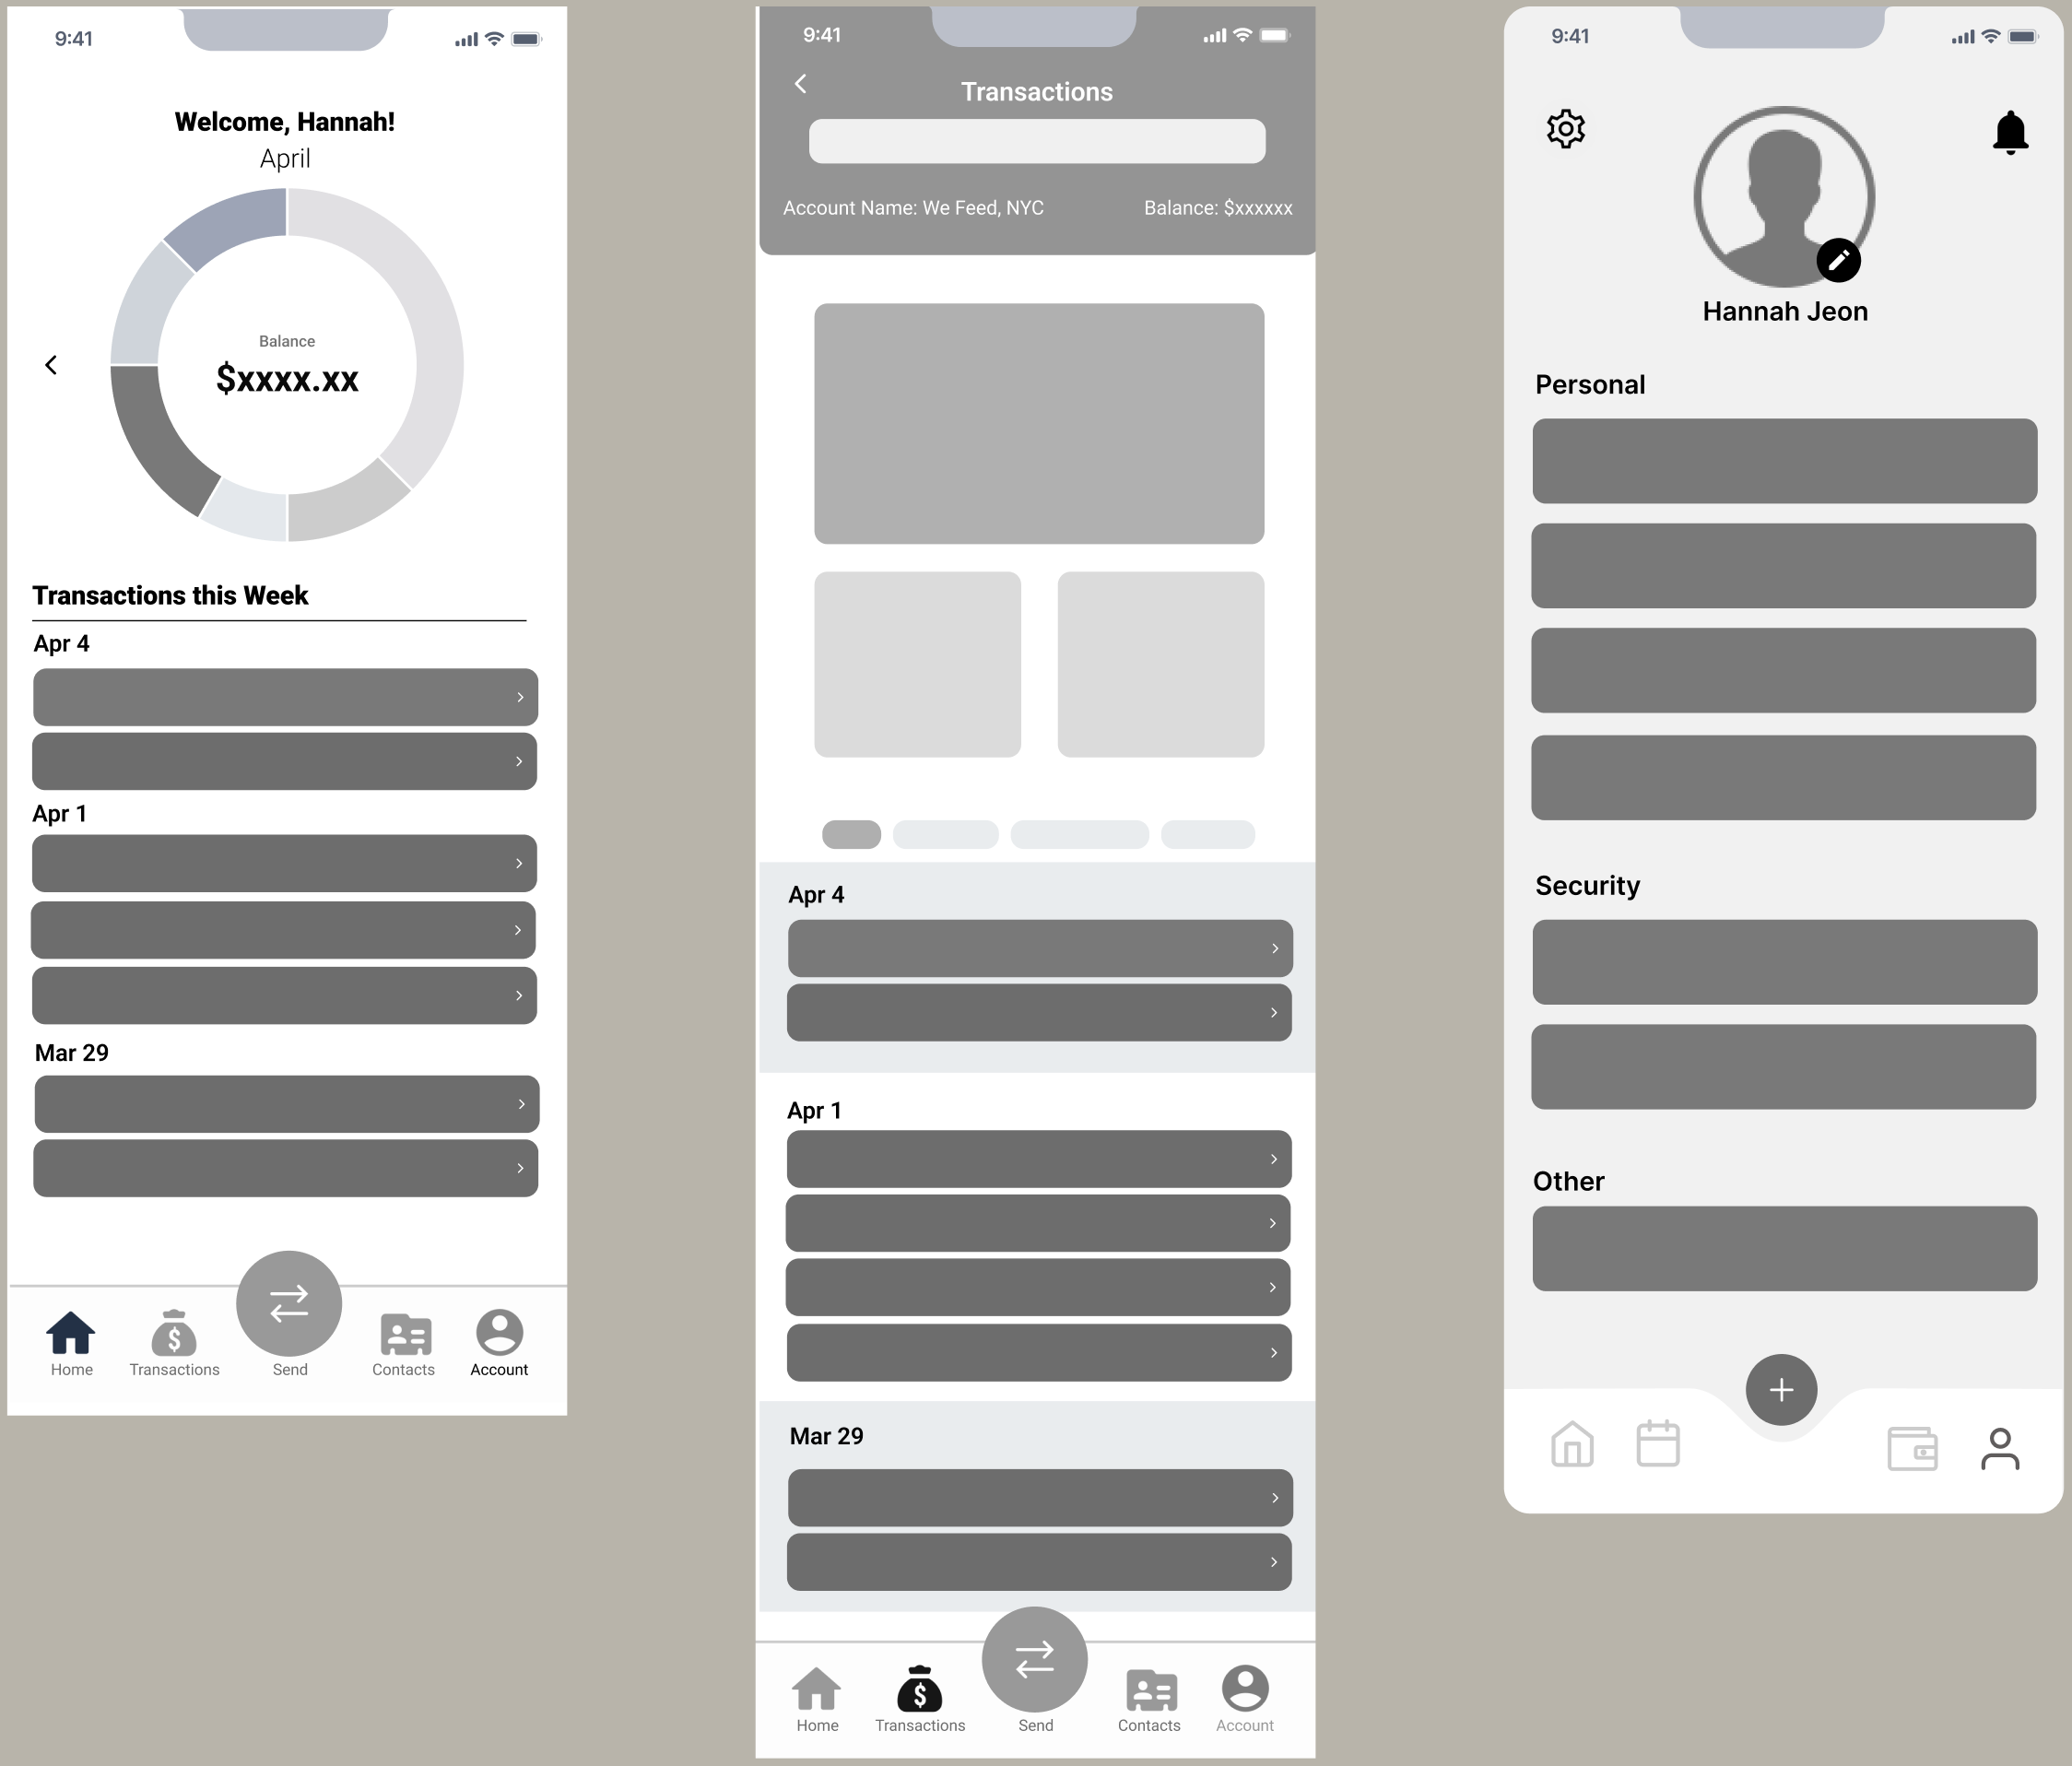 9:41
Welcome, Hannah!
April
Balance
$xxxx.xx
Transactions this Week
Apr 4
Apr 1
Mar 29
$
Home
Transactions
Send
Contacts
Account
9:41
Transactions
Account Name: We Feed, NYC
Balance: $xxxxxx
Apr 4
Apr 1
Mar 29
$
Home
Transactions
Send
Contacts
Account
9:41
Hannah Jeon
Personal
Security
Other